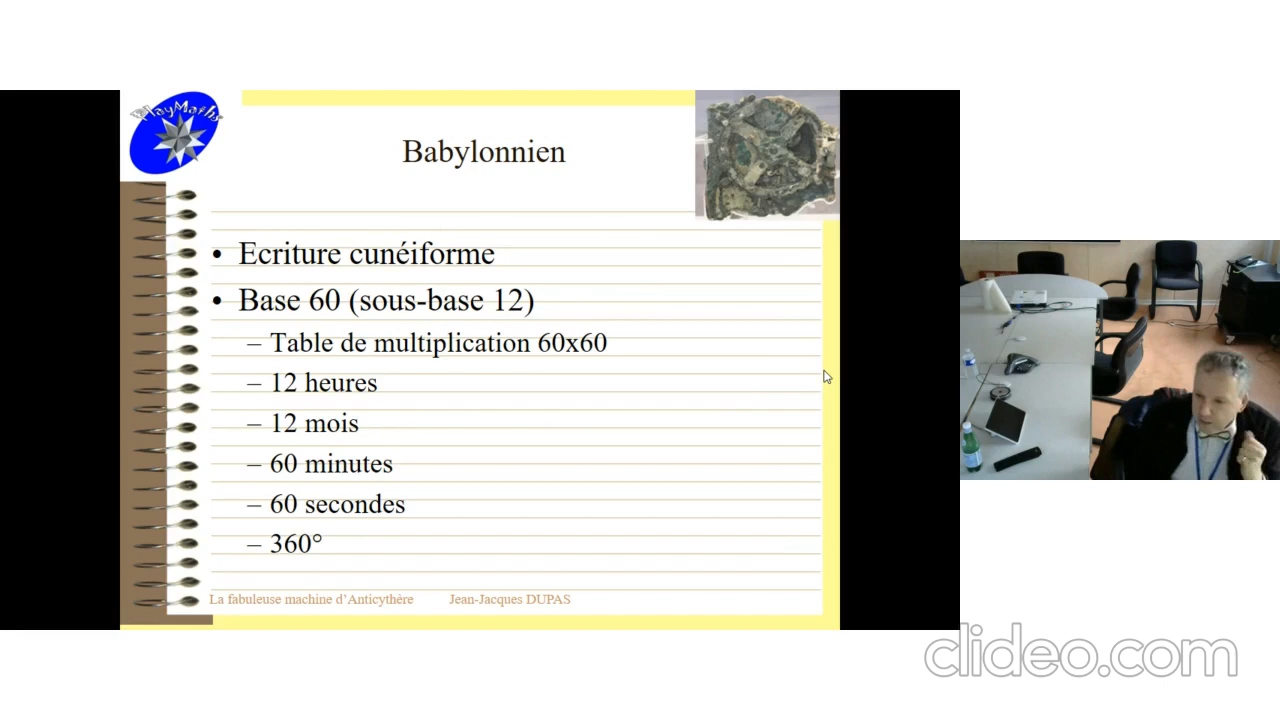 PlayMaths
Babylonnien
• Ecriture cunéiforme
• Base 60 (sous-base 12)
– Table de multiplication 60x60
– 12 heures
– 12 mois
– 60 minutes
– 60 secondes
– 360°
La fabuleuse machine d'Anticythère Jean-Jacques DUPAS
clideo.com